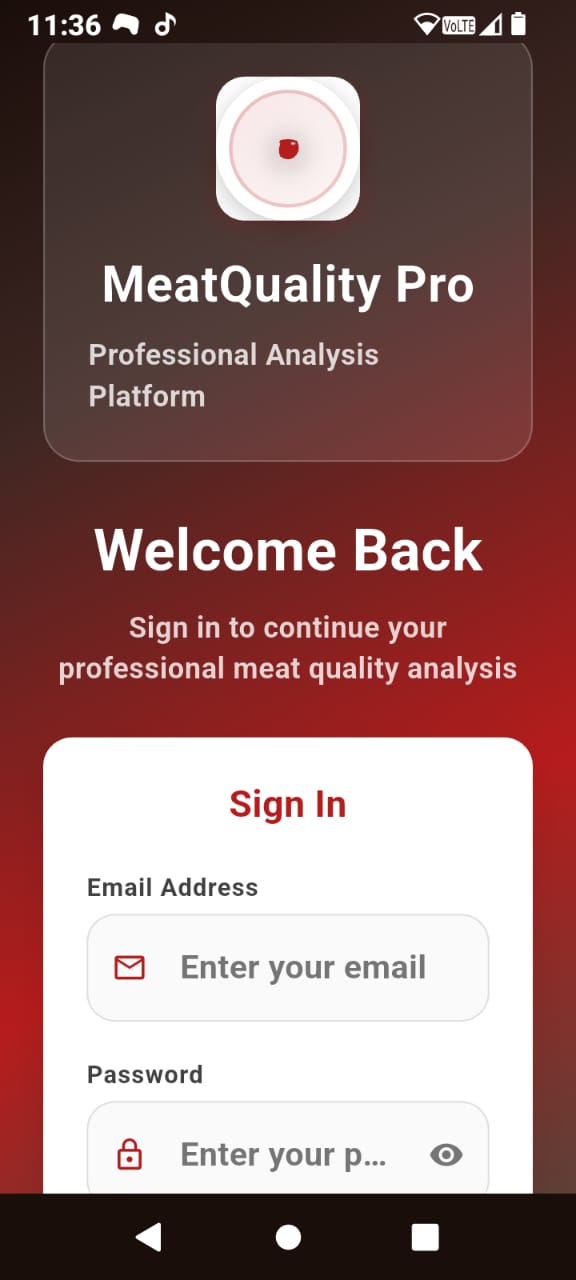 11:36
VoLTE
MeatQuality Pro
Professional Analysis
Platform
Welcome Back
Sign in to continue your
professional meat quality analysis
Sign In
Email Address
Enter your email
Password
Enter your p...